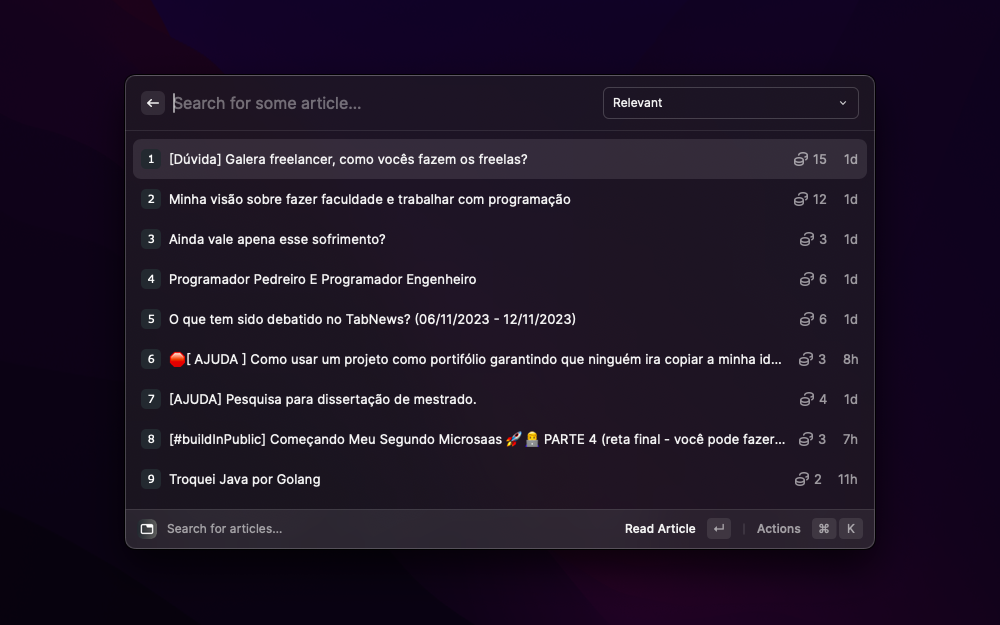 Search for some article...
Relevant
1 [Dúvida] Galera freelancer, como vocês fazem os freelas? 15 1d
2 Minha visão sobre fazer faculdade e trabalhar com programação 12 1d
3 Ainda vale apena esse sofrimento? 3 1d
4 Programador Pedreiro E Programador Engenheiro 6 1d
5 O que tem sido debatido no TabNews? (06/11/2023 - 12/11/2023) 6 1d
6 🛑[ AJUDA ] Como usar um projeto como portifólio garantindo que ninguém ira copiar a minha id... 3 8h
7 [AJUDA] Pesquisa para dissertação de mestrado. 4 1d
8 [#buildInPublic] Começando Meu Segundo Microsaas 🚀👨‍💻 PARTE 4 (reta final - você pode fazer... 3 7h
9 Troquei Java por Golang 2 11h
Search for articles... Read Article ↵ Actions ⌘ K